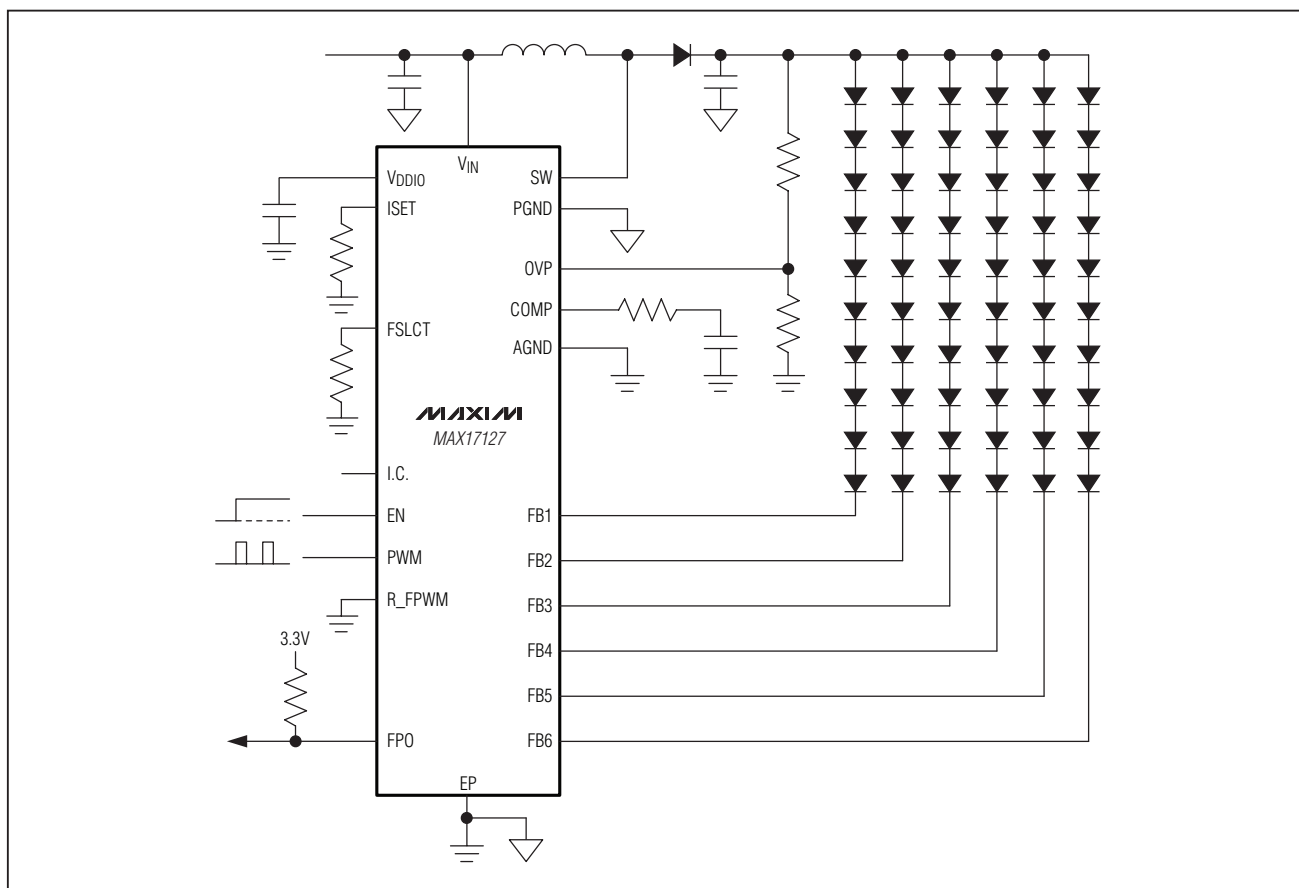 VIN
VDDIO
ISET
FSLCT
MAXIM
MAX17127
I.C.
EN
PWM
R_FPWM
3.3V
FPO
EP
SW
PGND
OVP
COMP
AGND
FB1
FB2
FB3
FB4
FB5
FB6